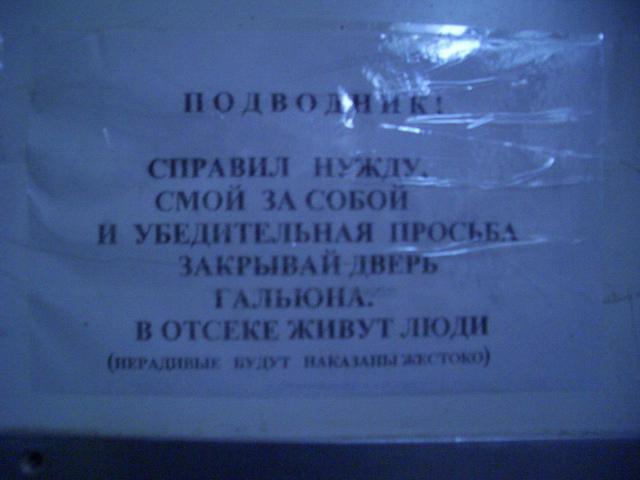 ПОДВОДНИК!
СПРАВИЛ НУЖДУ,
СМОЙ ЗА СОБОЙ
И УБЕДИТЕЛЬНАЯ ПРОСЬБА
ЗАКРЫВАЙ ДВЕРЬ
ГАЛЬЮНА.
В ОТСЕКЕ ЖИВУТ ЛЮДИ
(НЕРАДИВЫЕ БУДУТ НАКАЗАНЫ ЖЕСТОКО)